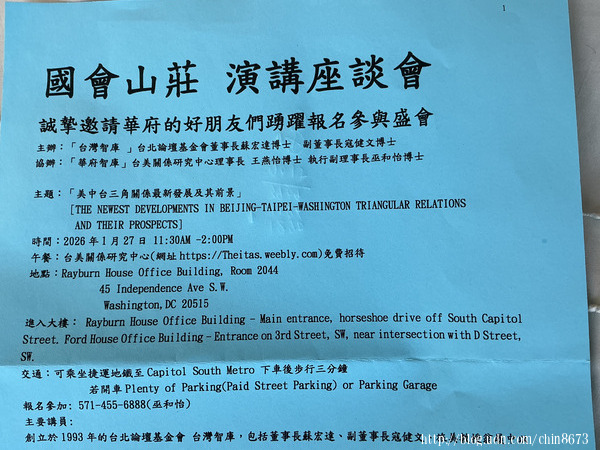 1
國會山莊 演講座談會
誠摯邀請華府的好朋友們踴躍報名參與盛會
主辦:「台灣智庫 」台北論壇基金會董事長蘇宏達博士 副董事長寇健文博士
協辦:「華府智庫」台美關係研究中心理事長 王燕怡博士 執行副理事長巫和怡博士
主題:「美中台三角關係最新發展及其前景」
[THE NEWEST DEVELOPMENTS IN BEIJING-TAIPEI-WASHINGTON TRIANGULAR RELATIONS
AND THEIR PROSPECTS]
時間:2026 年 1 月 27 日 11:30AM -2:00PM
午餐:台美關係研究中心(網址 https://Theitas.weebly.com)免費招待
地點:Rayburn House Office Building, Room 2044
45 Independence Ave S.W.
Washington,DC 20515
進入大樓: Rayburn House Office Building – Main entrance, horseshoe drive off South Capitol
Street. Ford House Office Building – Entrance on 3rd Street, SW, near intersection with D Street,
SW.
交通:可乘坐捷運地鐵至 Capitol South Metro 下車後步行三分鐘
若開車 Plenty of Parking(Paid Street Parking) or Parking Garage
報名參加: 571-455-6888(巫和怡)
主要講員:
創立於 1993 年的台北論壇基金會 台灣智庫,包括董事長蘇宏達、副董事長寇健文
http://blog.udn.com/chin8673